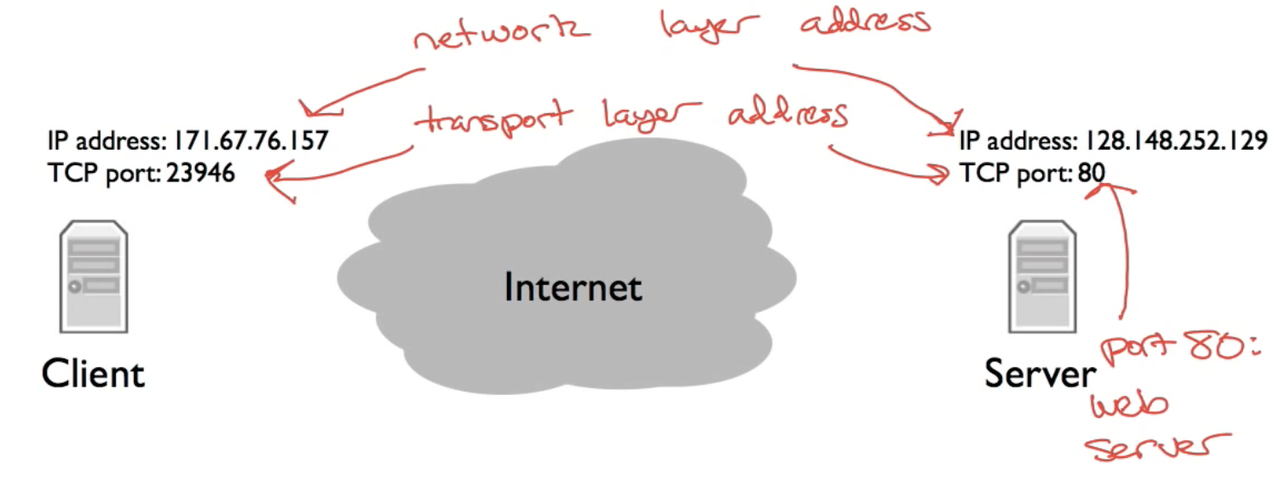 network layer address
transport layer address
IP address: 171.67.76.157
TCP port: 23946
IP address: 128.148.252.129
TCP port: 80
Internet
Client
Server
port 80:
web
server